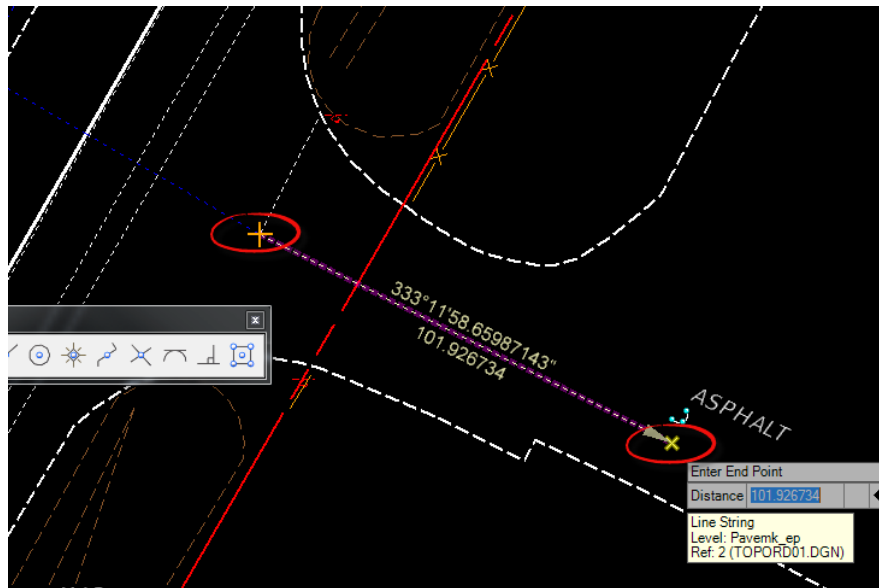 333°11'58.65987143"
101.926734
ASPHALT
Enter End Point
Distance 101.926734
Line String
Level: Pavemk_ep
Ref: 2 (TOPORD01.DGN)